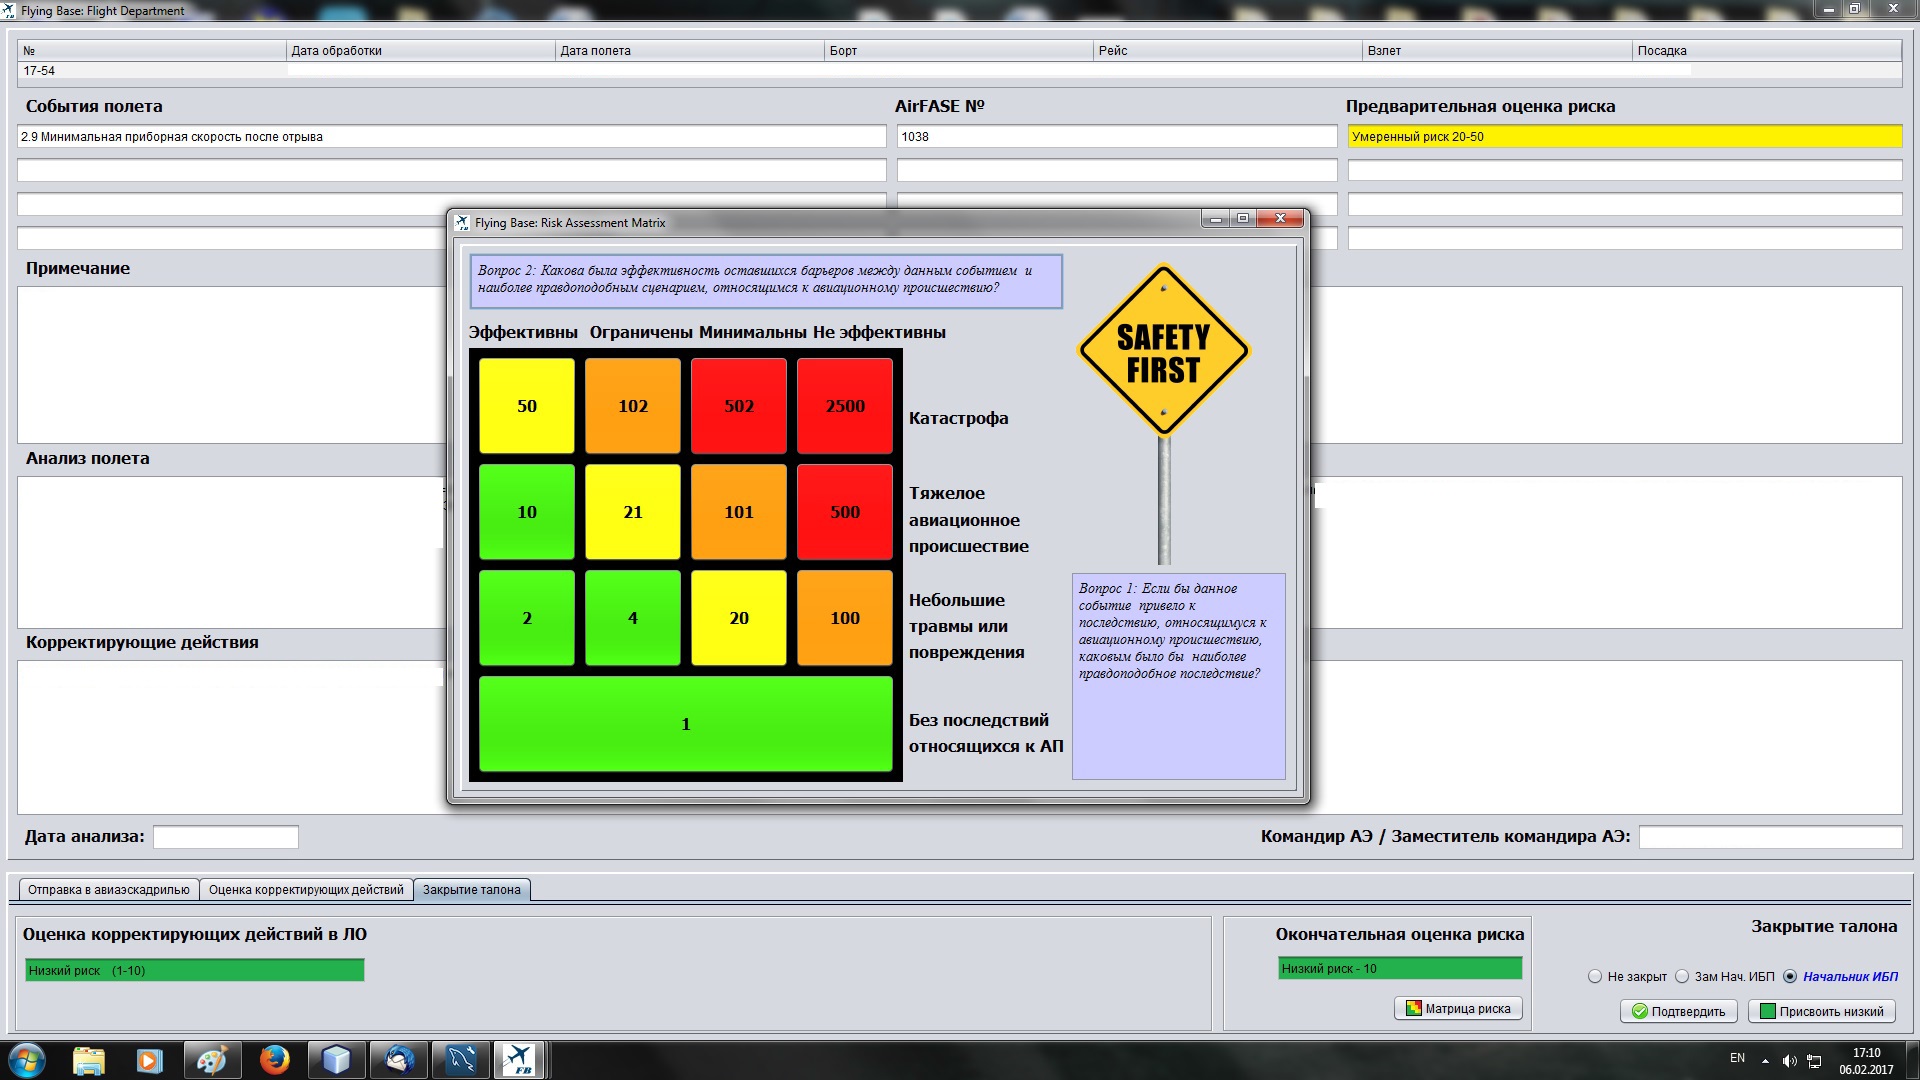 Flying Base: Flight Department
№ Дата обработки Дата полета Борт Рейс Взлет Посадка
17-54
События полета AirFASE № Предварительная оценка риска
2.9 Минимальная приборная скорость после отрыва 1038 Умеренный риск 20-50
Flying Base: Risk Assessment Matrix
Примечание
Вопрос 2: Какова была эффективность оставшихся барьеров между данным событием и
наиболее правдоподобным сценарием, относящимся к авиационному происшествию?
Эффективны Ограничены Минимальны Не эффективны
SAFETY
FIRST
50 102 502 2500
Катастрофа
Анализ полета
10 21 101 500
Тяжелое
авиационное
происшествие
2 4 20 100
Небольшие
травмы или
повреждения
Вопрос 1: Если бы данное
событие привело к
последствию, относящимуся к
авиационному происшествию,
каковым было бы наиболее
правдоподобное последствие?
Корректирующие действия
1
Без последствий
относящихся к АП
Дата анализа: Командир АЭ / Заместитель командира АЭ:
Отправка в авиаэскадрилью Оценка корректирующих действий Закрытие талона
Оценка корректирующих действий в ЛО Окончательная оценка риска Закрытие талона
Низкий риск (1-10) Низкий риск - 10
Не закрыт Зам Нач. ИБП Начальник ИБП
Матрица риска Подтвердить Присвоить низкий
FB
EN
17:10
06.02.2017